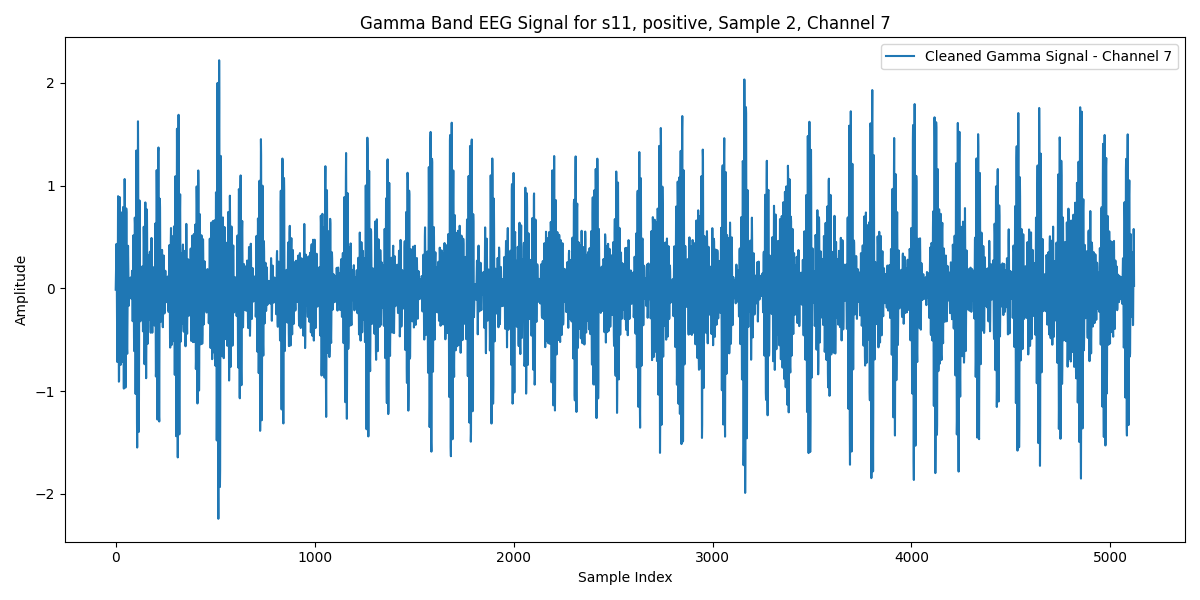 Gamma Band EEG Signal for s11, positive, Sample 2, Channel 7
Cleaned Gamma Signal - Channel 7
2
1
0
−1
−2
Amplitude
0 1000 2000 3000 4000 5000
Sample Index